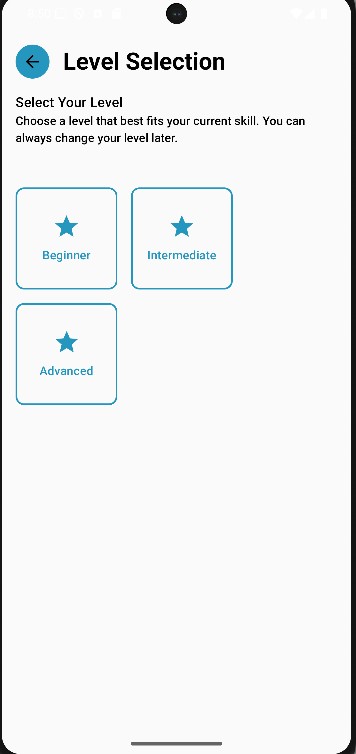 Level Selection
Select Your Level
Choose a level that best fits your current skill. You can
always change your level later.
Beginner
Intermediate
Advanced